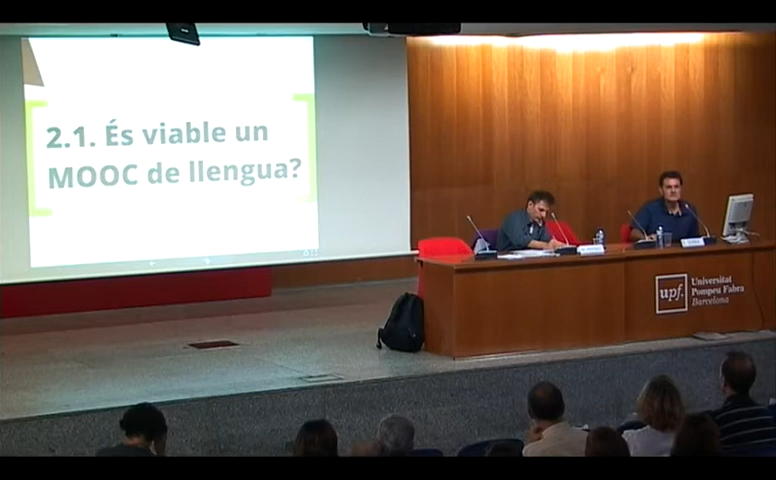 2.1. És viable un
MOOC de llengua?
upf.
Universitat
Pompeu Fabra
Barcelona